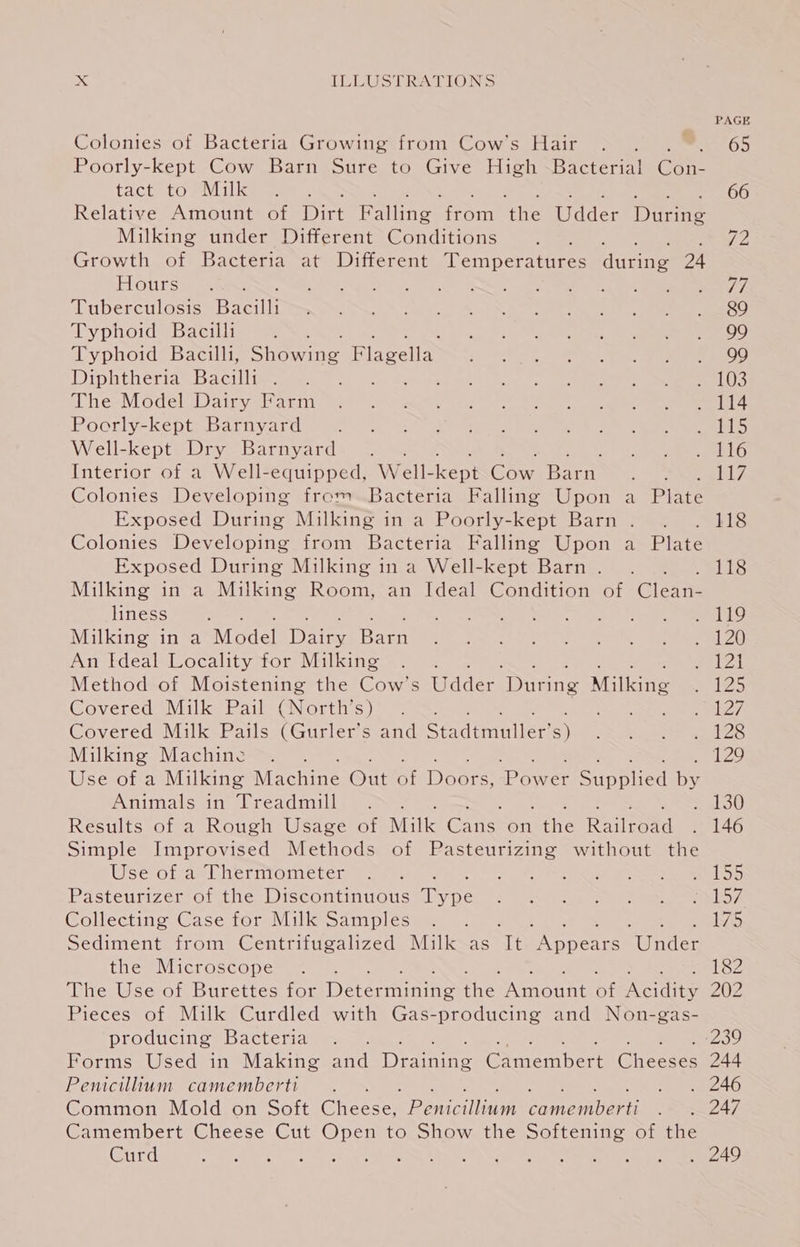 X ILLUSTRATIONS
PAGE
Colonies of Bacteria Growing from Cow's Hair . . . . 65
Poorly-kept Cow Barn Sure to Give High Bacterial Con-
tact to Milk . . . . . . . . . . . . 66
Relative Amount of Dirt Falling from the Udder During
Milking under Different Conditions . . . . . . 72
Growth of Bacteria at Different Temperatures during 24
Hours . . . . . . . . . . . . . . 77
Tuberculosis Bacilli . . . . . . . . . . . 89
Typhoid Bacilli . . . . . . . . . . . . 99
Typhoid Bacilli, Showing Flagella . . . . . . . 99
Diphtheria Bacilli . . . . . . . . . . . . 103
The Model Dairy Farm . . . . . . . . . . 114
Poorly-kept Barnyard . . . . . . . . . . 115
Well-kept Dry Barnyard . . . . . . . . . 116
Interior of a Well-equipped, Well-kept Cow Barn . . . 117
Colonies Developing from Bacteria Falling Upon a Plate
Exposed During Milking in a Poorly-kept Barn . . . 118
Colonies Developing from Bacteria Falling Upon a Plate
Exposed During Milking in a Well-kept Barn . . . . 118
Milking in a Milking Room, an Ideal Condition of Clean-
liness . . . . . . . . . . . . . . 119
Milking in a Model Dairy Barn . . . . . . . . 120
An Ideal Locality for Milking . . . . . . . . 121
Method of Moistening the Cow's Udder During Milking . 125
Covered Milk Pail (North's) . . . . . . . . 127
Covered Milk Pails (Gurler's and Stadtmuller's) . . . . 128
Milking Machine . . . . . . . . . . . . 129
Use of a Milking Machine Out of Doors, Power Supplied by
Animals in Treadmill . . . . . . . . . . 130
Results of a Rough Usage of Milk Cans on the Railroad . 146
Simple Improvised Methods of Pasteurizing without the
Use of a Thermometer . . . . . . . . . . 155
Pasteurizer of the Discontinuous Type . . . . . . 157
Collecting Case for Milk Samples . . . . . . . 175
Sediment from Centrifugalized Milk as It Appears Under
the Microscope . . . . . . . . . . . . 182
The Use of Burettes for Determining the Amount of Acidity 202
Pieces of Milk Curdled with Gas-producing and Non-gas-
producing Bacteria . . . . . . . . . . . 239
Forms Used in Making and Draining Camembert Cheeses 244
Penicillium camemberti . . . . . . . . . . 246
Common Mold on Soft Cheese, Penicillium camemberti . . 247
Camembert Cheese Cut Open to Show the Softening of the
Curd . . . . . . . . . . . . . . . 249